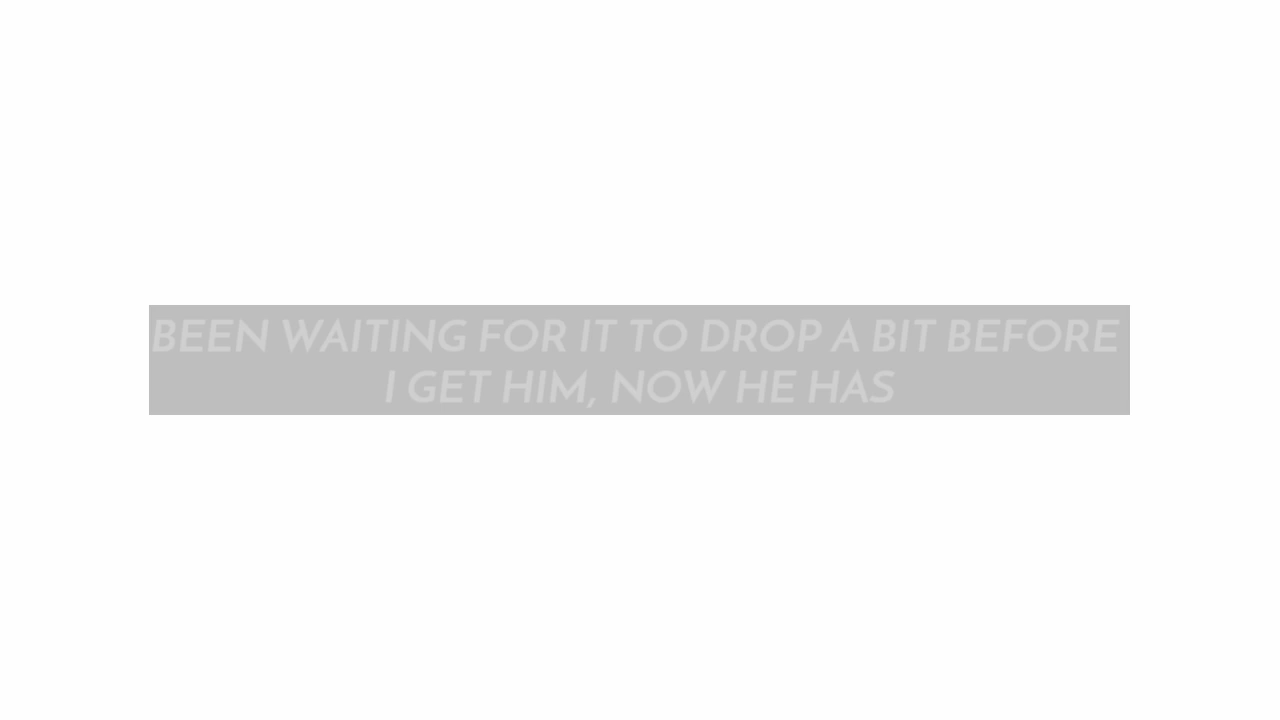 BEEN WAITING FOR IT TO DROP A BIT BEFORE
I GET HIM, NOW HE HAS